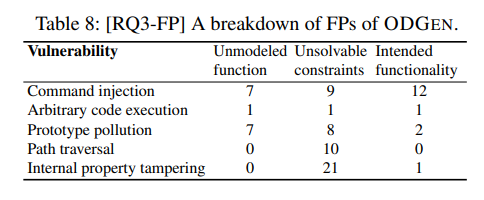 Table 8: [RQ3-FP] A breakdown of FPs of ODGEN.
Vulnerability Unmodeled Unsolvable Intended
function constraints functionality
Command injection 7 9 12
Arbitrary code execution 1 1 1
Prototype pollution 7 8 2
Path traversal 0 10 0
Internal property tampering 0 21 1